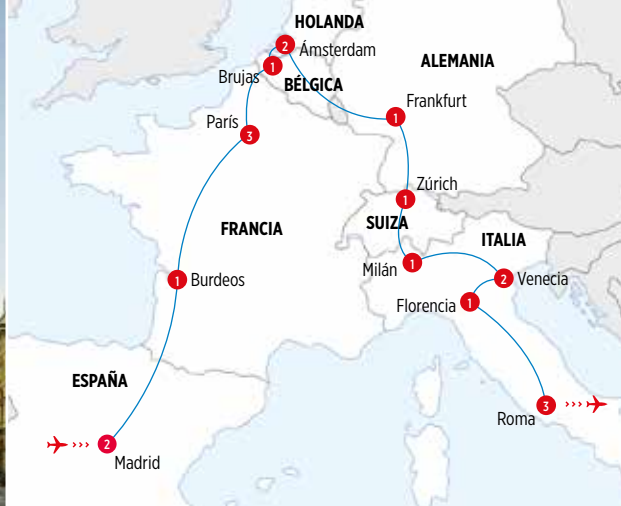 HOLANDA
2 Ámsterdam
ALEMANIA
Brujas 1
BÉLGICA
1 Frankfurt
París
3
Zúrich
1
FRANCIA
SUIZA
ITALIA
Milán 1
2 Venecia
1 Burdeos
Florencia 1
ESPAÑA
Roma 3
2
Madrid